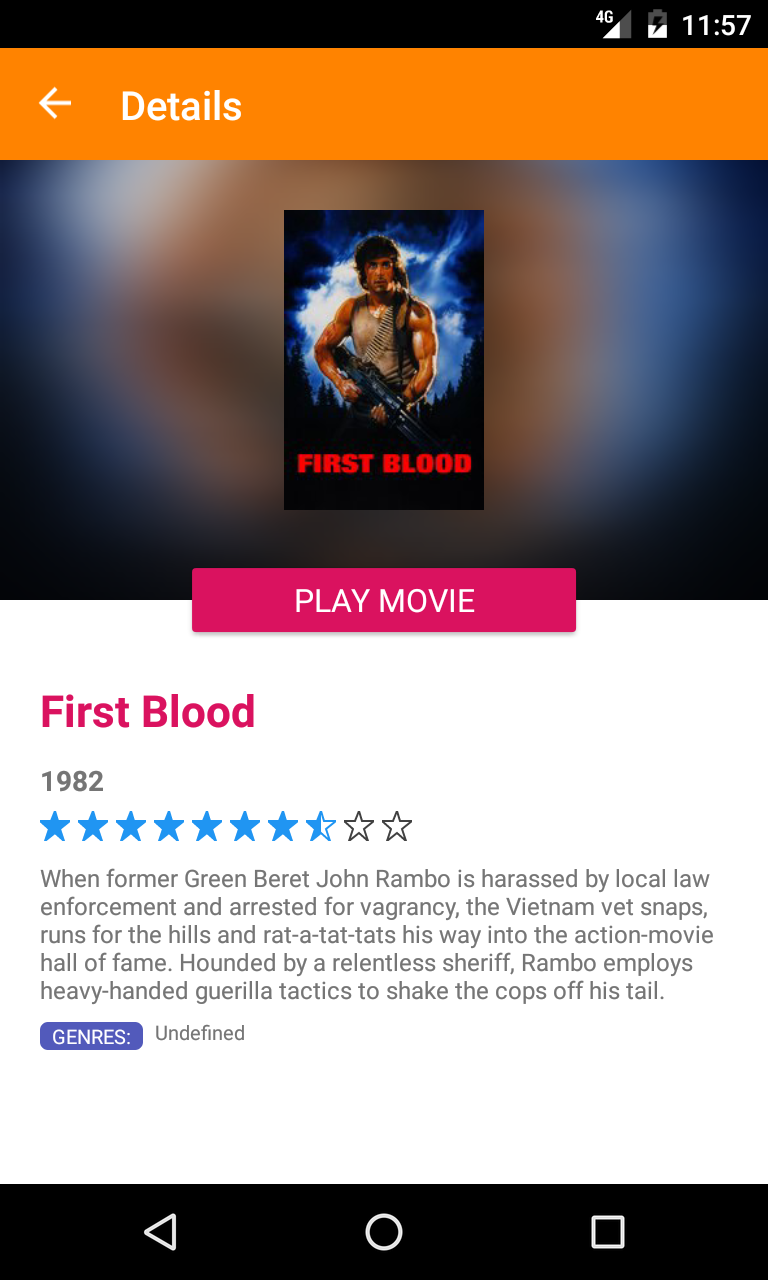 4G 11:57
Details
FIRST BLOOD
PLAY MOVIE
First Blood
1982
When former Green Beret John Rambo is harassed by local law
enforcement and arrested for vagrancy, the Vietnam vet snaps,
runs for the hills and rat-a-tat-tats his way into the action-movie
hall of fame. Hounded by a relentless sheriff, Rambo employs
heavy-handed guerilla tactics to shake the cops off his tail.
GENRES: Undefined